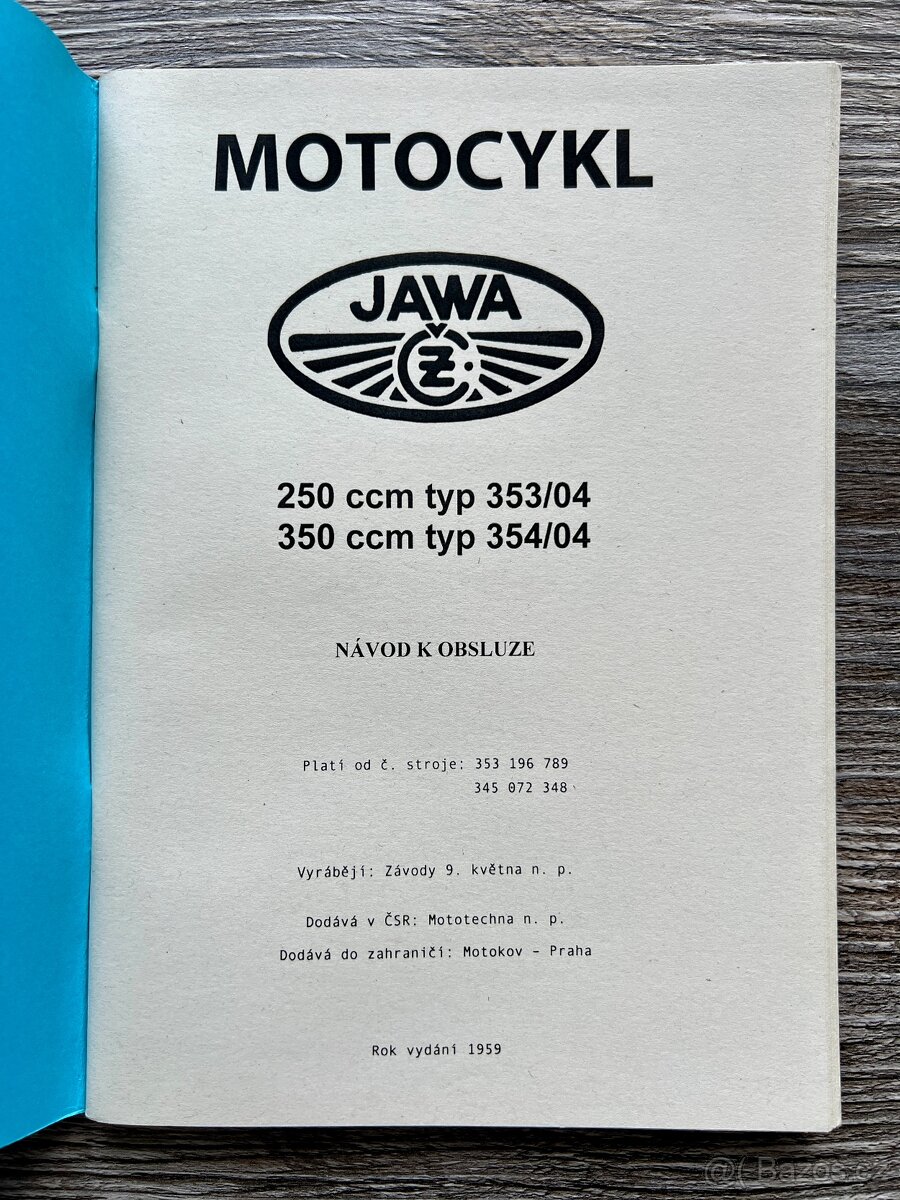 MOTOCYKL
JAWA
ČZ
250 ccm typ 353/04
350 ccm typ 354/04
NÁVOD K OBSLUZE
Platí od č. stroje: 353 196 789
345 072 348
Vyrábějí: Závody 9. května n. p.
Dodává v ČSR: Mototechna n. p.
Dodává do zahraničí: Motokov – Praha
Rok vydání 1959
@( Bazos.cz